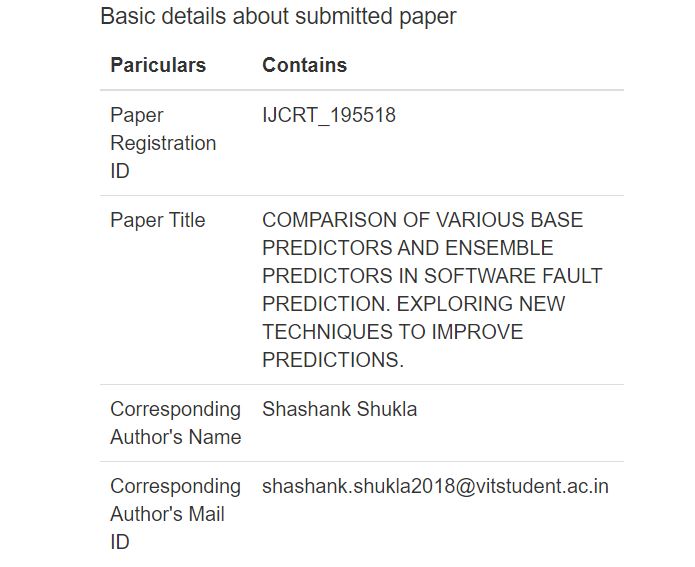 Basic details about submitted paper
Pariculars Contains
Paper Registration ID IJCRT_195518
Paper Title COMPARISON OF VARIOUS BASE
PREDICTORS AND ENSEMBLE
PREDICTORS IN SOFTWARE FAULT
PREDICTION. EXPLORING NEW
TECHNIQUES TO IMPROVE
PREDICTIONS.
Corresponding Author's Name Shashank Shukla
Corresponding Author's Mail ID shashank.shukla2018@vitstudent.ac.in